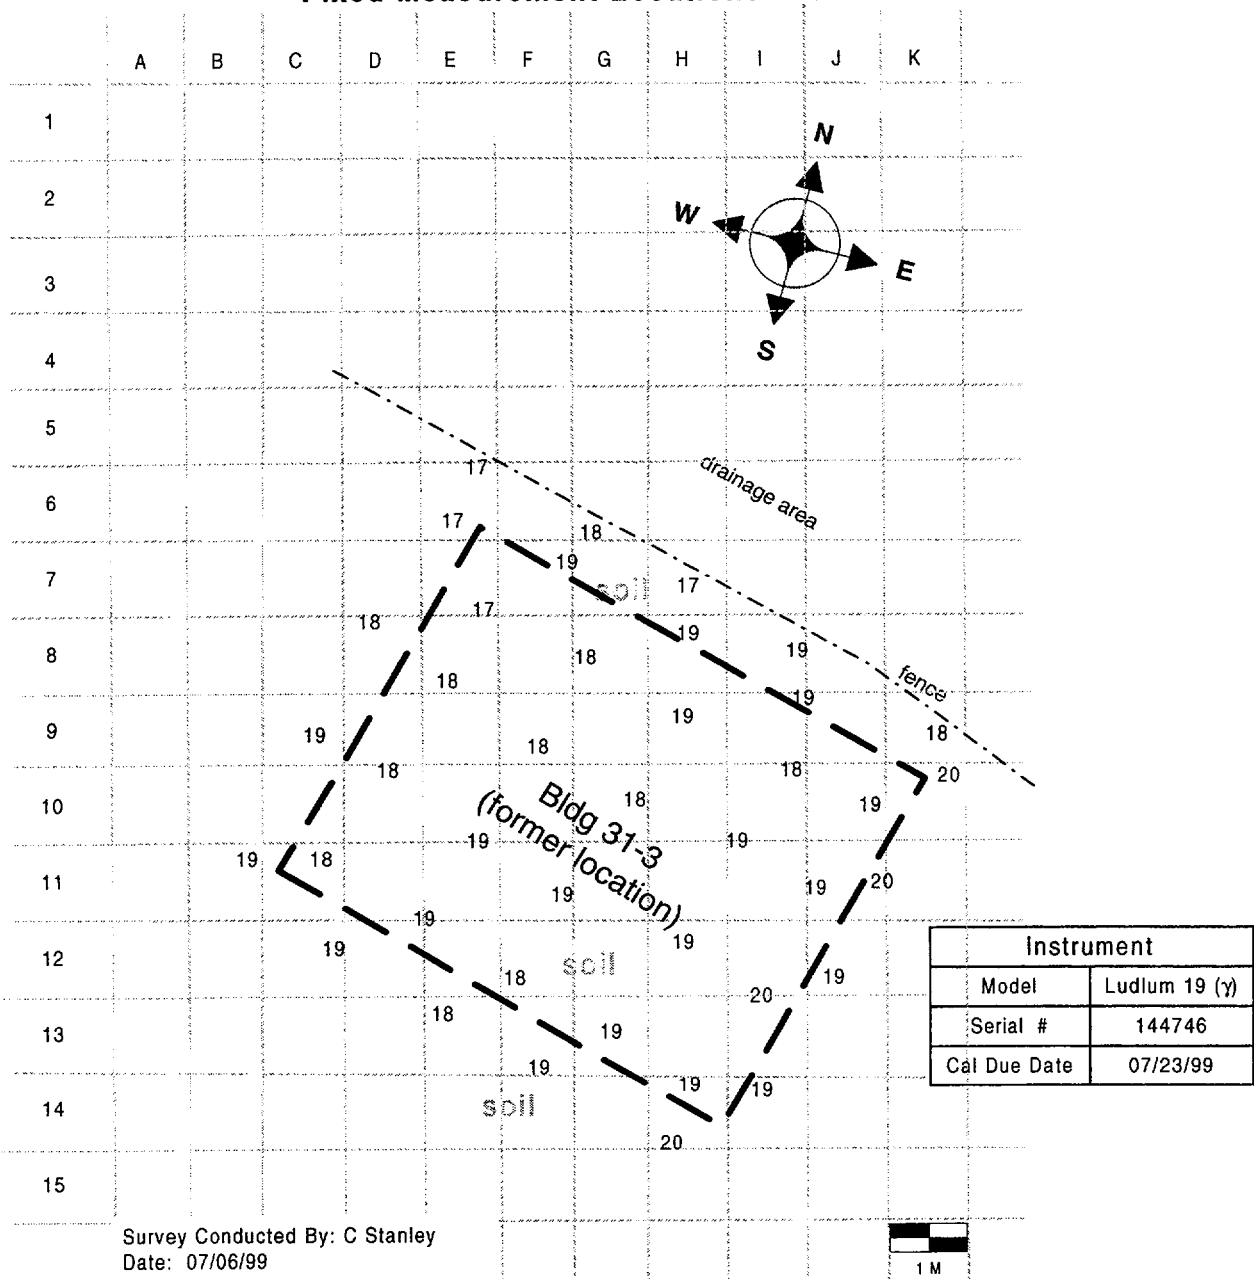 A B C D E F G H I J K
1
N
2
W
3
E
S
4
5
17
drainage area
6
17
18
7
19
soil
17
18
17
8
19
19
18
fence
18
19
9
19
18
19
18
18
18
20
10
Bldg 31-3
18
19
(former location)
19
19
11
19
18
19
19
20
19
12
19
19
soil
18
19
20
Instrument
Model Ludlum 19 (γ)
Serial # 144746
Cal Due Date 07/23/99
13
18
19
19
14
19
19
soil
20
15
Survey Conducted By: C Stanley
Date: 07/06/99
1 M